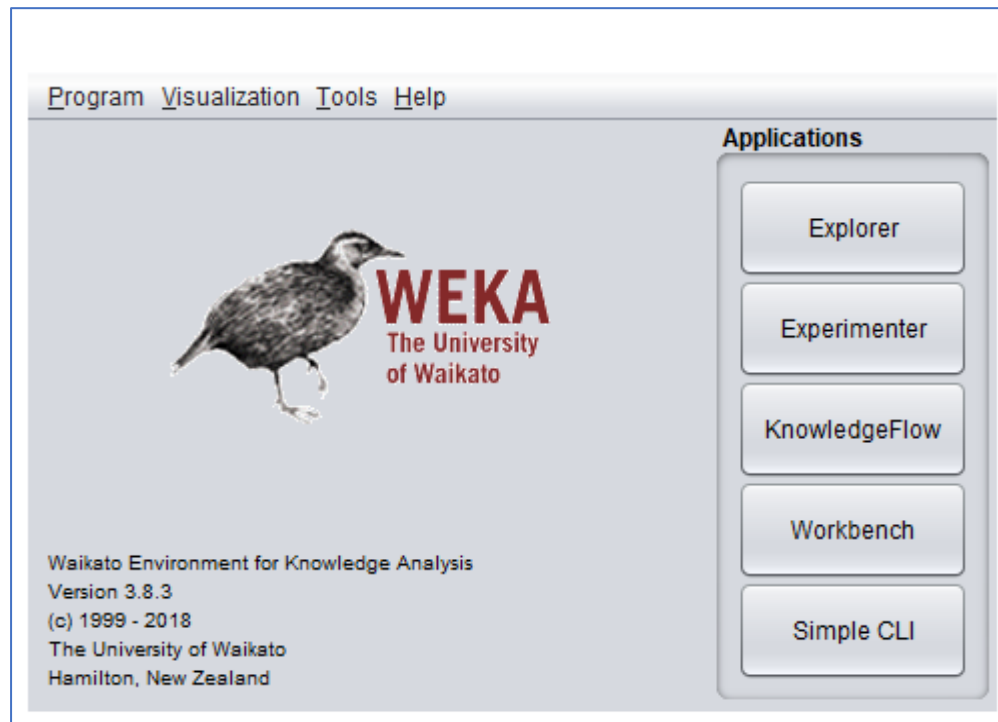 Program Visualization Tools Help
Applications
Explorer
Experimenter
KnowledgeFlow
Workbench
Simple CLI
WEKA
The University
of Waikato
Waikato Environment for Knowledge Analysis
Version 3.8.3
(c) 1999 - 2018
The University of Waikato
Hamilton, New Zealand